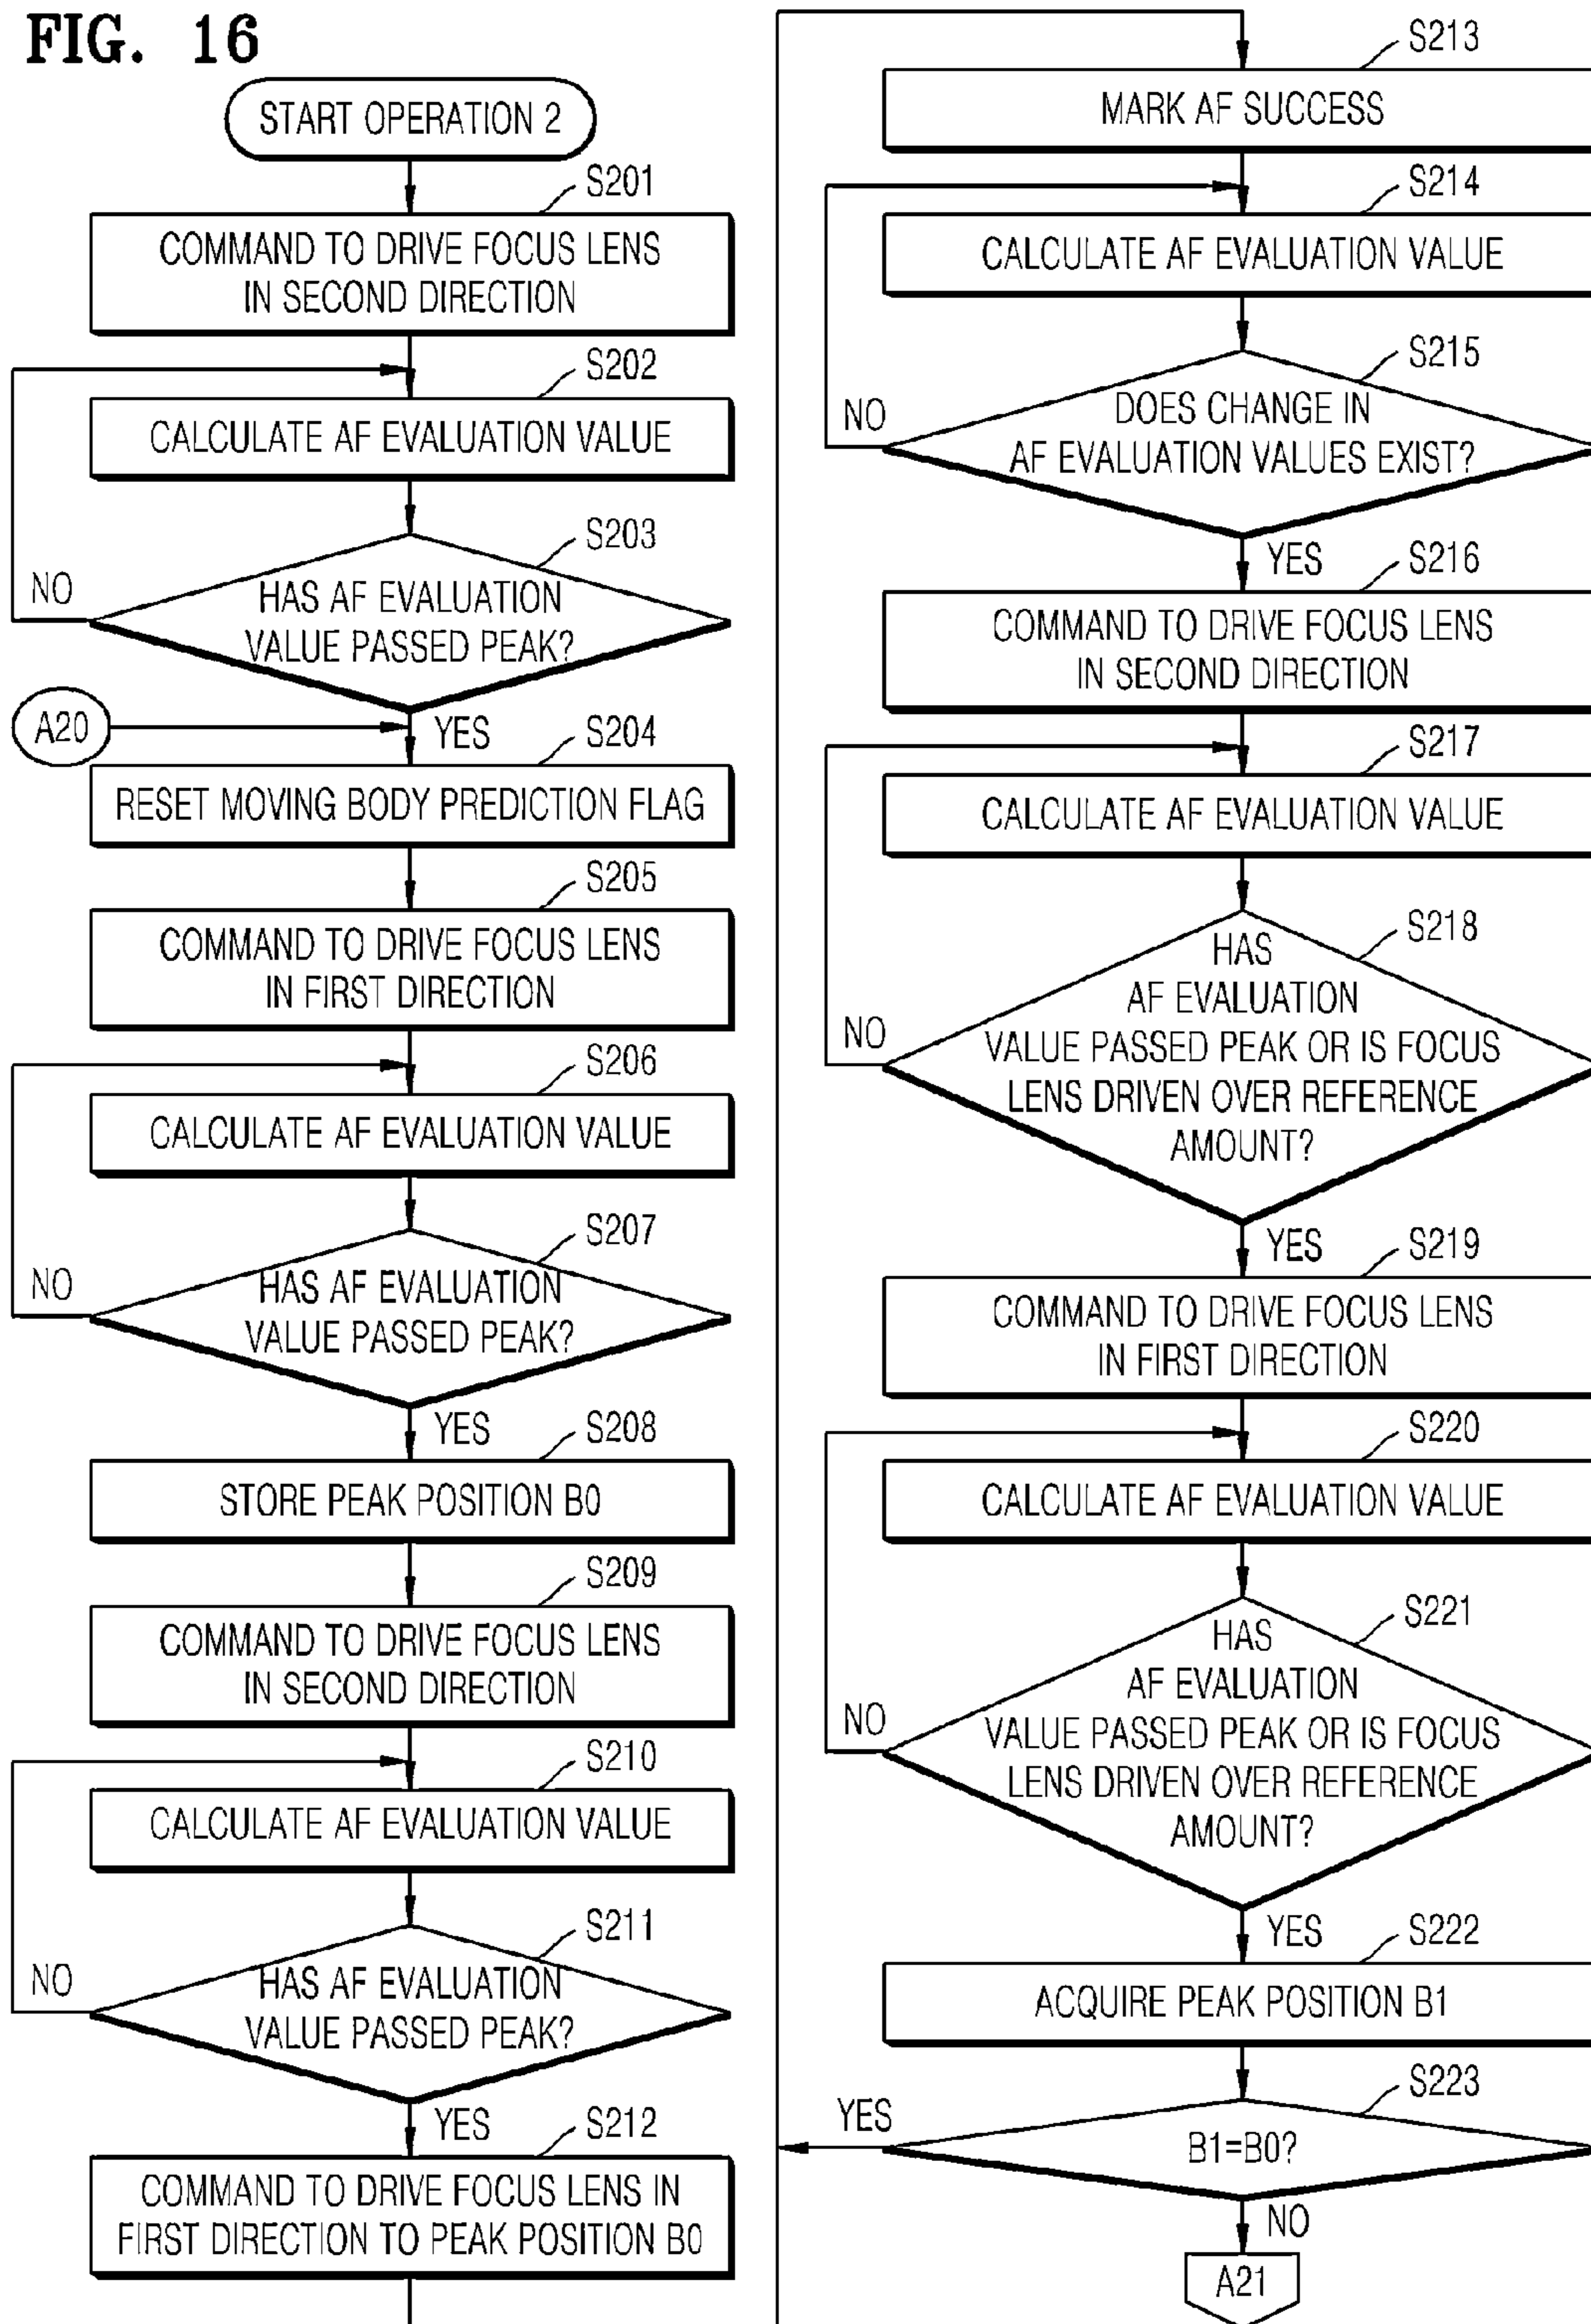 FIG. 16
START OPERATION 2
S201
COMMAND TO DRIVE FOCUS LENS
IN SECOND DIRECTION
S202
CALCULATE AF EVALUATION VALUE
S203
HAS AF EVALUATION
VALUE PASSED PEAK?
NO
YES
A20
S204
RESET MOVING BODY PREDICTION FLAG
S205
COMMAND TO DRIVE FOCUS LENS
IN FIRST DIRECTION
S206
CALCULATE AF EVALUATION VALUE
S207
HAS AF EVALUATION
VALUE PASSED PEAK?
NO
YES
S208
STORE PEAK POSITION B0
S209
COMMAND TO DRIVE FOCUS LENS
IN SECOND DIRECTION
S210
CALCULATE AF EVALUATION VALUE
S211
HAS AF EVALUATION
VALUE PASSED PEAK?
NO
YES
S212
COMMAND TO DRIVE FOCUS LENS IN
FIRST DIRECTION TO PEAK POSITION B0
S213
MARK AF SUCCESS
S214
CALCULATE AF EVALUATION VALUE
S215
DOES CHANGE IN
AF EVALUATION VALUES EXIST?
NO
YES
S216
COMMAND TO DRIVE FOCUS LENS
IN SECOND DIRECTION
S217
CALCULATE AF EVALUATION VALUE
S218
HAS
AF EVALUATION
VALUE PASSED PEAK OR IS FOCUS
LENS DRIVEN OVER REFERENCE
AMOUNT?
NO
YES
S219
COMMAND TO DRIVE FOCUS LENS
IN FIRST DIRECTION
S220
CALCULATE AF EVALUATION VALUE
S221
HAS
AF EVALUATION
VALUE PASSED PEAK OR IS FOCUS
LENS DRIVEN OVER REFERENCE
AMOUNT?
NO
YES
S222
ACQUIRE PEAK POSITION B1
S223
B1=B0?
YES
NO
A21